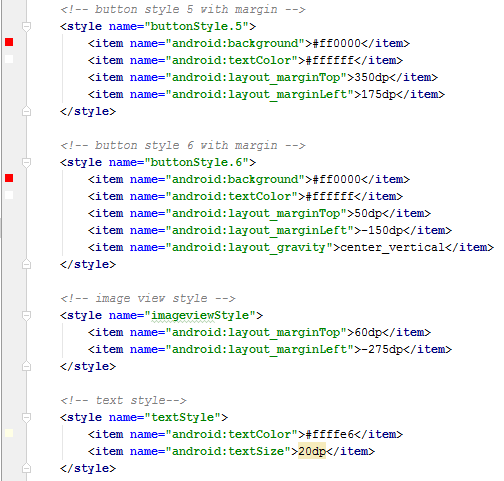 <!-- button style 5 with margin -->
<style name="buttonStyle.5">
<item name="android:background">#ff0000</item>
<item name="android:textColor">#ffffff</item>
<item name="android:layout_marginTop">350dp</item>
<item name="android:layout_marginLeft">175dp</item>
</style>
<!-- button style 6 with margin -->
<style name="buttonStyle.6">
<item name="android:background">#ff0000</item>
<item name="android:textColor">#ffffff</item>
<item name="android:layout_marginTop">50dp</item>
<item name="android:layout_marginLeft">-150dp</item>
<item name="android:layout_gravity">center_vertical</item>
</style>
<!-- image view style -->
<style name="imageviewStyle">
<item name="android:layout_marginTop">60dp</item>
<item name="android:layout_marginLeft">-275dp</item>
</style>
<!-- text style-->
<style name="textStyle">
<item name="android:textColor">#ffffe6</item>
<item name="android:textSize">20dp</item>
</style>